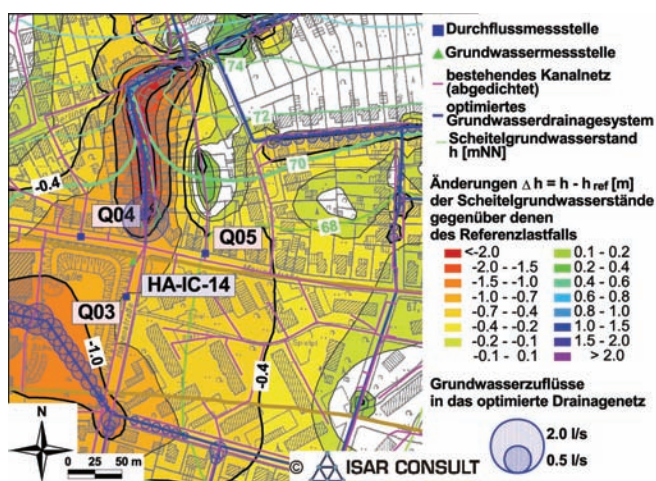 74
72
70
68
-0.4
Q04
Q05
HA-IC-14
Q03
-1.0
-0.4
N
0 25 50 m
© ISAR CONSULT
Durchflussmessstelle
Grundwassermessstelle
bestehendes Kanalnetz
(abgedichtet)
optimiertes
Grundwasserdrainagesystem
Scheitelgrundwasserstand
h [mNN]
Änderungen Δ h = h - h ref [m]
der Scheitelgrundwasserstände
gegenüber denen
des Referenzlastfalls
<-2.0 0.1 - 0.2
-2.0 - -1.5 0.2 - 0.4
-1.5 - -1.0 0.4 - 0.6
-1.0 - -0.7 0.6 - 0.8
-0.7 - -0.4 0.8 - 1.0
-0.4 - -0.2 1.0 - 1.5
-0.2 - -0.1 1.5 - 2.0
-0.1 - 0.1 > 2.0
Grundwasserzuflüsse
in das optimierte Drainagenetz
2.0 l/s
0.5 l/s